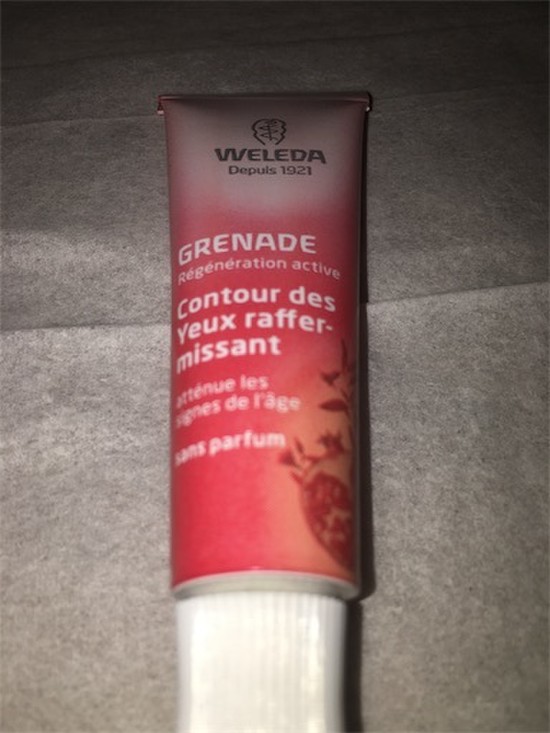 WELEDA
Depuis 1921
GRENADE
Régénération active
Contour des
Yeux raffer-
missant
atténue les
signes de l'âge
sans parfum